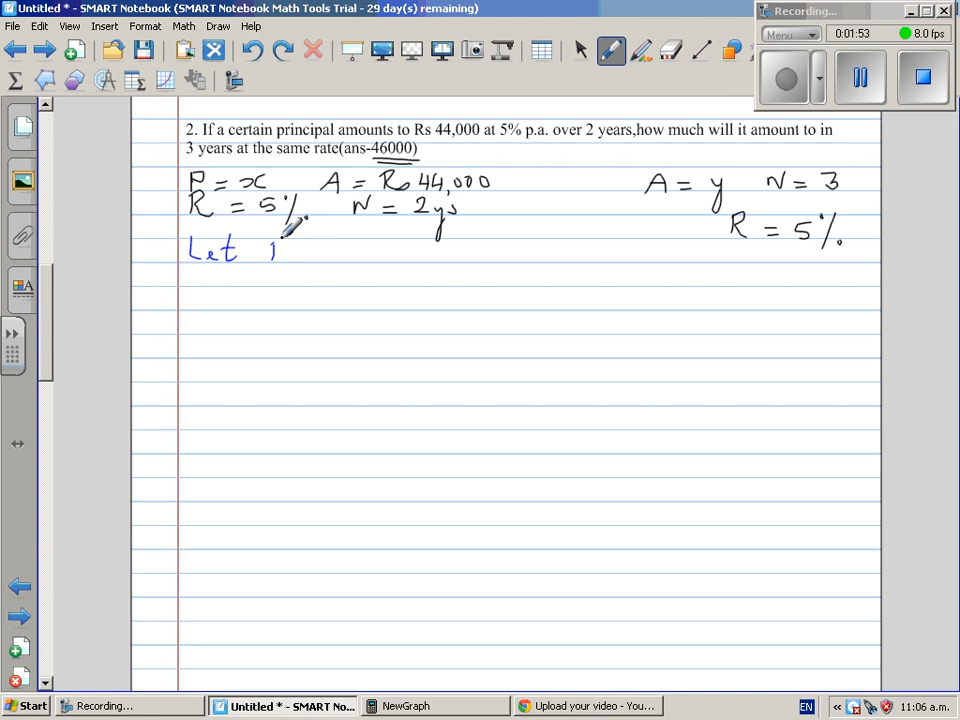 Untitled * - SMART Notebook (SMART Notebook Math Tools Trial - 29 day(s) remaining)
File Edit View Insert Format Math Draw Help
Recording...
Menu 0:01:53 8.0 fps
2. If a certain principal amounts to Rs 44,000 at 5% p.a. over 2 years,how much will it amount to in
3 years at the same rate(ans-46000)
P = x A = Rs 44,000 A = y N = 3
R = 5%. N = 2 ys R = 5%.
Let
Start Recording... Untitled * - SMART No... NewGraph Upload your video - Yo... EN 11:06 a.m.